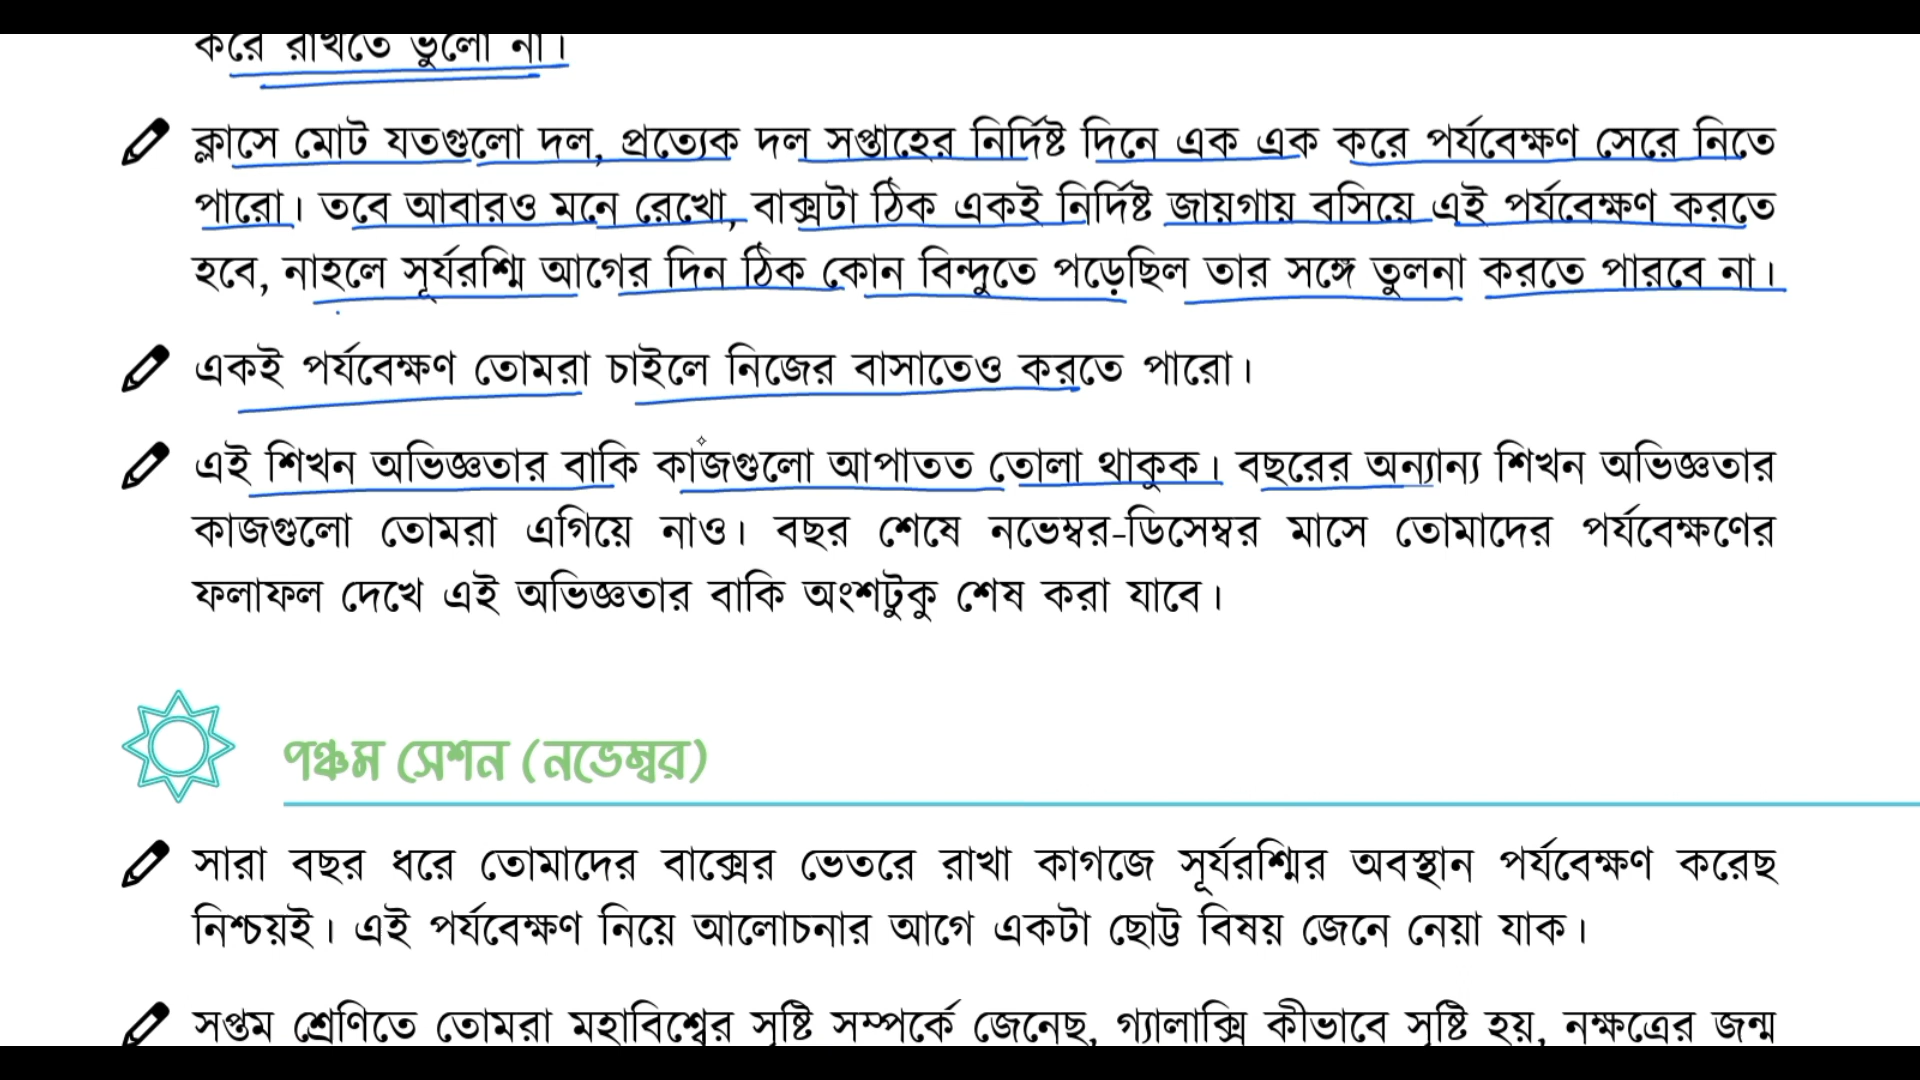 করে রাখতে ভুলো না।
ক্লাসে মোট যতগুলো দল, প্রত্যেক দল সপ্তাহের নির্দিষ্ট দিনে এক এক করে পর্যবেক্ষণ সেরে নিতে
পারো। তবে আবারও মনে রেখো, বাক্সটা ঠিক একই নির্দিষ্ট জায়গায় বসিয়ে এই পর্যবেক্ষণ করতে
হবে, নাহলে সূর্যরশ্মি আগের দিন ঠিক কোন বিন্দুতে পড়েছিল তার সঙ্গে তুলনা করতে পারবে না।
একই পর্যবেক্ষণ তোমরা চাইলে নিজের বাসাতেও করতে পারো।
এই শিখন অভিজ্ঞতার বাকি কাজগুলো আপাতত তোলা থাকুক। বছরের অন্যান্য শিখন অভিজ্ঞতার
কাজগুলো তোমরা এগিয়ে নাও। বছর শেষে নভেম্বর-ডিসেম্বর মাসে তোমাদের পর্যবেক্ষণের
ফলাফল দেখে এই অভিজ্ঞতার বাকি অংশটুকু শেষ করা যাবে।
পঞ্চম সেশন (নভেম্বর)
সারা বছর ধরে তোমাদের বাক্সের ভেতরে রাখা কাগজে সূর্যরশ্মির অবস্থান পর্যবেক্ষণ করেছ
নিশ্চয়ই। এই পর্যবেক্ষণ নিয়ে আলোচনার আগে একটা ছোট্ট বিষয় জেনে নেয়া যাক।
সপ্তম শ্রেণিতে তোমরা মহাবিশ্বের সৃষ্টি সম্পর্কে জেনেছ, গ্যালাক্সি কীভাবে সৃষ্টি হয়, নক্ষত্রের জন্ম